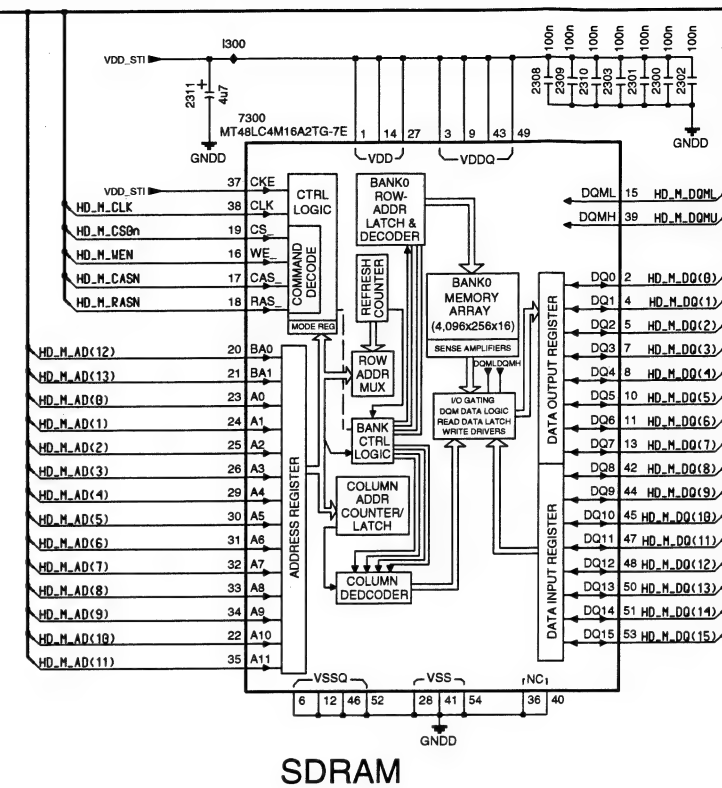 VDD_STI
I300
2311
4u7
GNDD
100n 100n 100n 100n 100n 100n 100n
2308 2309 2310 2303 2301 2300 2302
GNDD
7300
MT48LC4M16A2TG-7E
1 14 27 3 9 43 49
VDD VDDQ
VDD_STI 37 CKE
HD_M_CLK 38 CLK
HD_M_CS0n 19 CS_
HD_M_WEN 16 WE_
HD_M_CASN 17 CAS_
HD_M_RASN 18 RAS_
CTRL
LOGIC
COMMAND
DECODE
MODE REG
BANK0
ROW-
ADDR
LATCH &
DECODER
REFRESH
COUNTER
BANK0
MEMORY
ARRAY
(4,096x256x16)
SENSE AMPLIFIERS
DQML DQMH
ROW
ADDR
MUX
I/O GATING
DQM DATA LOGIC
READ DATA LATCH
WRITE DRIVERS
BANK
CTRL
LOGIC
COLUMN
ADDR
COUNTER/
LATCH
COLUMN
DEDCODER
HD_M_AD(12) 20 BA0
HD_M_AD(13) 21 BA1
HD_M_AD(0) 23 A0
HD_M_AD(1) 24 A1
HD_M_AD(2) 25 A2
HD_M_AD(3) 26 A3
HD_M_AD(4) 29 A4
HD_M_AD(5) 30 A5
HD_M_AD(6) 31 A6
HD_M_AD(7) 32 A7
HD_M_AD(8) 33 A8
HD_M_AD(9) 34 A9
HD_M_AD(10) 22 A10
HD_M_AD(11) 35 A11
ADDRESS REGISTER
DQML 15 HD_M_DQML
DQMH 39 HD_M_DQMU
DATA OUTPUT REGISTER
DATA INPUT REGISTER
DQ0 2 HD_M_DQ(0)
DQ1 4 HD_M_DQ(1)
DQ2 5 HD_M_DQ(2)
DQ3 7 HD_M_DQ(3)
DQ4 8 HD_M_DQ(4)
DQ5 10 HD_M_DQ(5)
DQ6 11 HD_M_DQ(6)
DQ7 13 HD_M_DQ(7)
DQ8 42 HD_M_DQ(8)
DQ9 44 HD_M_DQ(9)
DQ10 45 HD_M_DQ(10)
DQ11 47 HD_M_DQ(11)
DQ12 48 HD_M_DQ(12)
DQ13 50 HD_M_DQ(13)
DQ14 51 HD_M_DQ(14)
DQ15 53 HD_M_DQ(15)
VSSQ VSS NC
6 12 46 52 28 41 54 36 40
GNDD
SDRAM